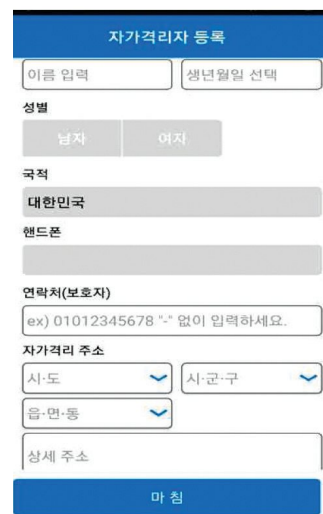 자가격리자 등록
이름 입력 생년월일 선택
성별
남자 여자
국적
대한민국
핸드폰
연락처(보호자)
ex) 01012345678 "-" 없이 입력하세요.
자가격리 주소
시·도 시·군·구
읍·면·동
상세 주소
마 침